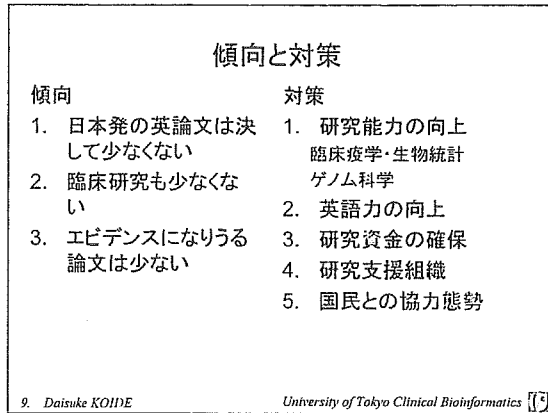 傾向と対策
傾向
1. 日本発の英論文は決
して少なくない
2. 臨床研究も少なくな
い
3. エビデンスになりうる
論文は少ない
対策
1. 研究能力の向上
臨床疫学・生物統計
ゲノム科学
2. 英語力の向上
3. 研究資金の確保
4. 研究支援組織
5. 国民との協力態勢
9. Daisuke KOIDE
University of Tokyo Clinical Bioinformatics